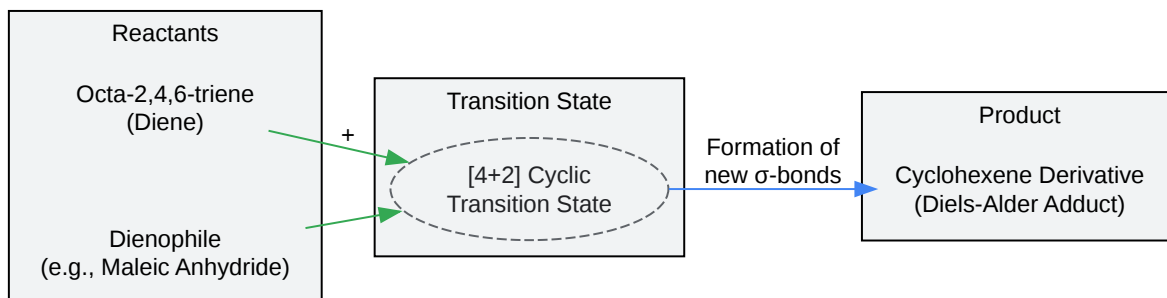 Reactants
Octa-2,4,6-triene
(Diene)
Dienophile
(e.g., Maleic Anhydride)
+
Transition State
[4+2] Cyclic
Transition State
Formation of
new σ-bonds
Product
Cyclohexene Derivative
(Diels-Alder Adduct)